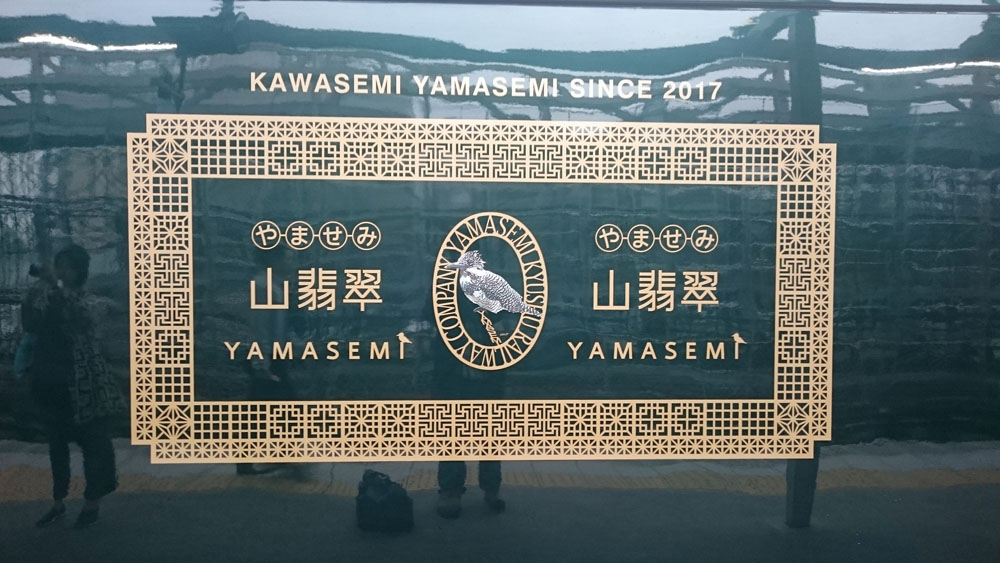 KAWASEMI YAMASEMI SINCE 2017
やませみ
山翡翠
YAMASEMI
YAMASEMI KYUSHU RAILWAY COMPANY
やませみ
山翡翠
YAMASEMI